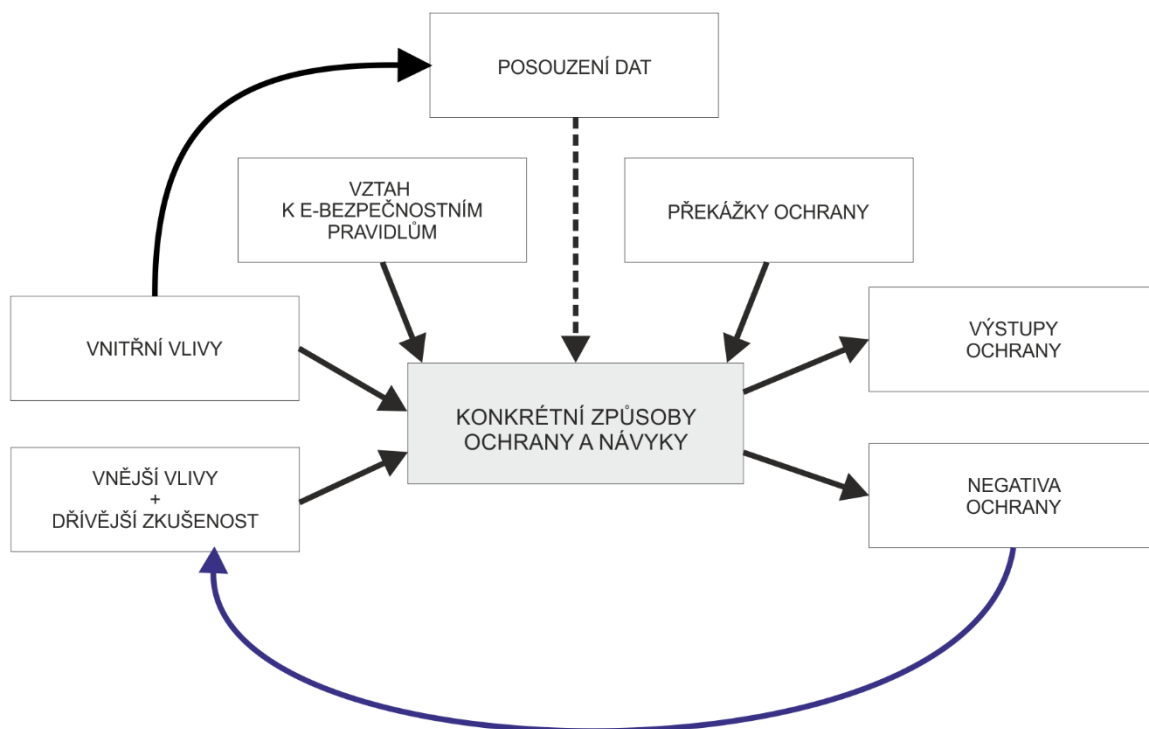 POSOUZENÍ DAT
VZTAH
K E-BEZPEČNOSTNÍM
PRAVIDLŮM
PŘEKÁŽKY OCHRANY
VNITŘNÍ VLIVY
VÝSTUPY
OCHRANY
KONKRÉTNÍ ZPŮSOBY
OCHRANY A NÁVYKY
VNĚJŠÍ VLIVY
+
DŘÍVĚJŠÍ ZKUŠENOST
NEGATIVA
OCHRANY